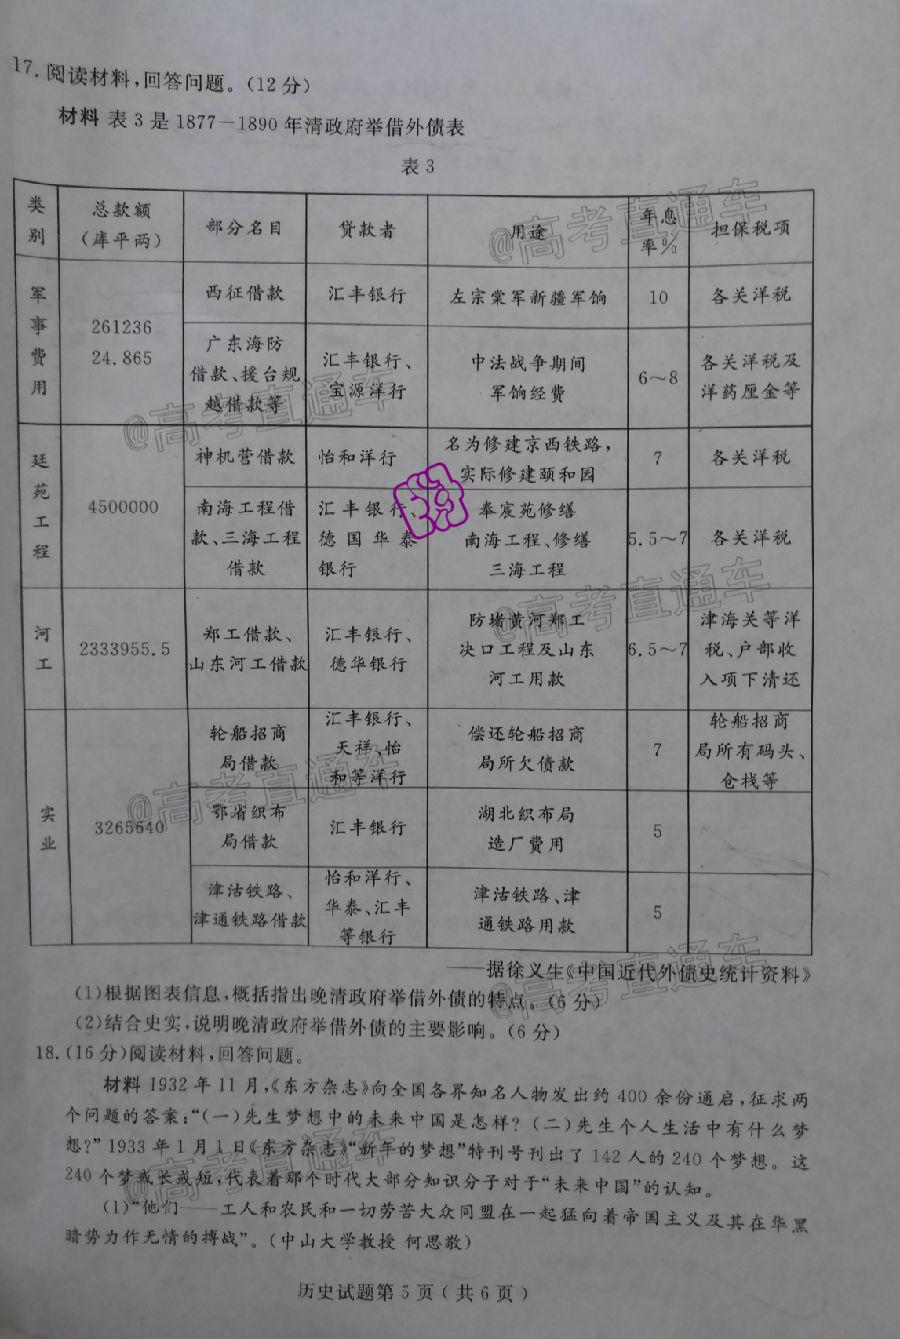 17. 阅读材料,回答问题。(12分)
材料 表3是1877—1890年清政府举借外债表
表3
类别 总款额(库平两) 部分名目 贷款者 用途 年息率% 担保税项
军事费用 261236 24.865 西征借款 汇丰银行 左宗棠军新疆军饷 10 各关洋税
广东海防借款、援台规越借款等 汇丰银行、宝源洋行 中法战争期间军饷经费 6~8 各关洋税及洋药厘金等
廷苑工程 4500000 神机营借款 怡和洋行 名为修建京西铁路,实际修建颐和园 7 各关洋税
南海工程借款、三海工程借款 汇丰银行、德国华泰银行 奉宸苑修缮南海工程、修缮三海工程 5.5~7 各关洋税
河工 2333955.5 郑工借款、山东河工借款 汇丰银行、德华银行 防堵黄河郑工决口工程及山东河工用款 6.5~7 津海关等洋税、户部收入项下清还
实业 3265640 轮船招商局借款 汇丰银行、天祥、怡和等洋行 偿还轮船招商局所欠债款 7 轮船招商局所有码头、仓栈等
鄂省织布局借款 汇丰银行 湖北织布局造厂费用 5
津沽铁路、津通铁路借款 怡和洋行、华泰、汇丰等银行 津沽铁路、津通铁路用款 5
——据徐义生《中国近代外债史统计资料》
(1)根据图表信息,概括指出晚清政府举借外债的特点。(6分)
(2)结合史实,说明晚清政府举借外债的主要影响。(6分)
18.(16分)阅读材料,回答问题。
材料 1932年11月,《东方杂志》向全国各界知名人物发出约400余份通启,征求两
个问题的答案:“(一)先生梦想中的未来中国是怎样?(二)先生个人生活中有什么梦
想?”1933年1月1日《东方杂志》“新年的梦想”特刊号刊出了142人的240个梦想。这
240个梦或长或短,代表着那个时代大部分知识分子对于“未来中国”的认知。
(1)“他们——工人和农民和一切劳苦大众同盟在一起猛向着帝国主义及其在华黑
暗势力作无情的搏战”。(中山大学教授 何思敬)
历史试题第5页(共6页)
@高考直通车
@高考直通车
@高考直通车
@高考直通车
@高考直通车
@高考直通车